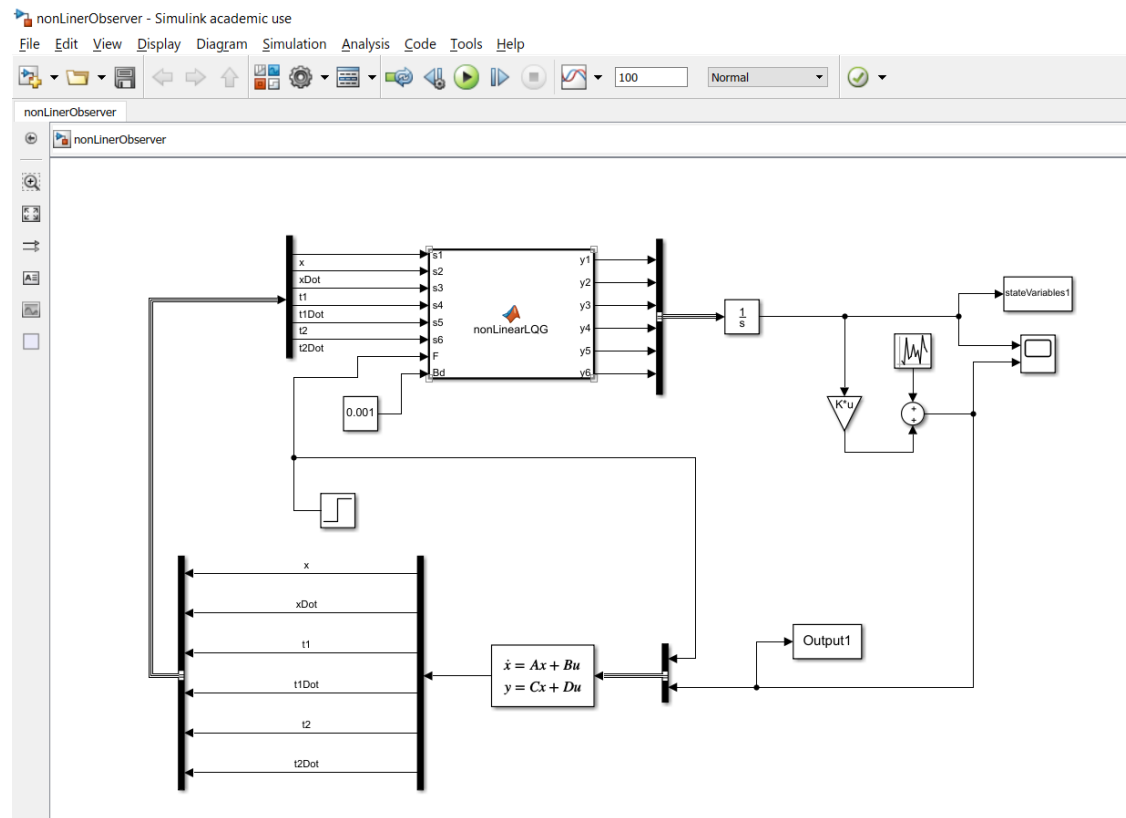 nonLinerObserver - Simulink academic use
File Edit View Display Diagram Simulation Analysis Code Tools Help
100 Normal
nonLinerObserver
nonLinerObserver
x
xDot
t1
t1Dot
t2
t2Dot
s1
s2
s3
s4
s5
s6
F
Bd
nonLinearLQG
y1
y2
y3
y4
y5
y6
1
s
stateVariables1
K*u
+
+
0.001
x
xDot
t1
t1Dot
t2
t2Dot
ẋ = Ax + Bu
y = Cx + Du
Output1